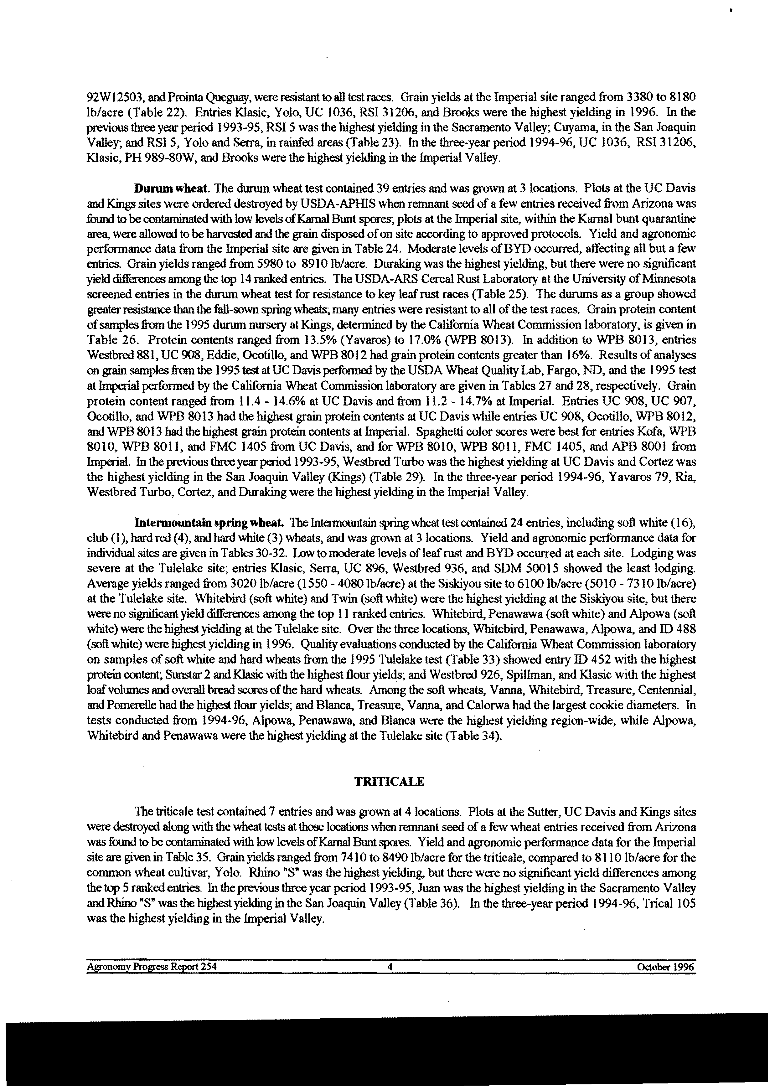 92W12503, and Prointa Queguay, were resistant to all test races. Grain yields at the Imperial site ranged from 3380 to 8180
lb/acre (Table 22). Entries Klasic, Yolo, UC 1036, RSI 31206, and Brooks were the highest yielding in 1996. In the
previous three year period 1993-95, RSI 5 was the highest yielding in the Sacramento Valley; Cuyama, in the San Joaquin
Valley; and RSI 5, Yolo and Serra, in rainfed areas (Table 23). In the three-year period 1994-96, UC 1036, RSI 31206,
Klasic, PH 989-80W, and Brooks were the highest yielding in the Imperial Valley.
Durum wheat. The durum wheat test contained 39 entries and was grown at 3 locations. Plots at the UC Davis
and Kings sites were ordered destroyed by USDA-APHIS when remnant seed of a few entries received from Arizona was
found to be contaminated with low levels of Karnal Bunt spores; plots at the Imperial site, within the Karnal bunt quarantine
area, were allowed to be harvested and the grain disposed of on site according to approved protocols. Yield and agronomic
performance data from the Imperial site are given in Table 24. Moderate levels of BYD occurred, affecting all but a few
entries. Grain yields ranged from 5980 to 8910 lb/acre. Duraking was the highest yielding, but there were no significant
yield differences among the top 14 ranked entries. The USDA-ARS Cereal Rust Laboratory at the University of Minnesota
screened entries in the durum wheat test for resistance to key leaf rust races (Table 25). The durums as a group showed
greater resistance than the fall-sown spring wheats; many entries were resistant to all of the test races. Grain protein content
of samples from the 1995 durum nursery at Kings, determined by the California Wheat Commission laboratory, is given in
Table 26. Protein contents ranged from 13.5% (Yavaros) to 17.0% (WPB 8013). In addition to WPB 8013, entries
Westbred 881, UC 908, Eddie, Ocotillo, and WPB 8012 had grain protein contents greater than 16%. Results of analyses
on grain samples from the 1995 test at UC Davis performed by the USDA Wheat Quality Lab, Fargo, ND, and the 1995 test
at Imperial performed by the California Wheat Commission laboratory are given in Tables 27 and 28, respectively. Grain
protein content ranged from 11.4 - 14.6% at UC Davis and from 11.2 - 14.7% at Imperial. Entries UC 908, UC 907,
Ocotillo, and WPB 8013 had the highest grain protein contents at UC Davis while entries UC 908, Ocotillo, WPB 8012,
and WPB 8013 had the highest grain protein contents at Imperial. Spaghetti color scores were best for entries Kofa, WPB
8010, WPB 8011, and FMC 1405 from UC Davis, and for WPB 8010, WPB 8011, FMC 1405, and APB 8001 from
Imperial. In the previous three year period 1993-95, Westbred Turbo was the highest yielding at UC Davis and Cortez was
the highest yielding in the San Joaquin Valley (Kings) (Table 29). In the three-year period 1994-96, Yavaros 79, Ria,
Westbred Turbo, Cortez, and Duraking were the highest yielding in the Imperial Valley.
Intermountain spring wheat. The Intermountain spring wheat test contained 24 entries, including soft white (16),
club (1), hard red (4), and hard white (3) wheats, and was grown at 3 locations. Yield and agronomic performance data for
individual sites are given in Tables 30-32. Low to moderate levels of leaf rust and BYD occurred at each site. Lodging was
severe at the Tulelake site; entries Klasic, Serra, UC 896, Westbred 936, and SDM 50015 showed the least lodging.
Average yields ranged from 3020 lb/acre (1550 - 4080 lb/acre) at the Siskiyou site to 6100 lb/acre (5010 - 7310 lb/acre)
at the Tulelake site. Whitebird (soft white) and Twin (soft white) were the highest yielding at the Siskiyou site, but there
were no significant yield differences among the top 11 ranked entries. Whitebird, Penawawa (soft white) and Alpowa (soft
white) were the highest yielding at the Tulelake site. Over the three locations, Whitebird, Penawawa, Alpowa, and ID 488
(soft white) were highest yielding in 1996. Quality evaluations conducted by the California Wheat Commission laboratory
on samples of soft white and hard wheats from the 1995 Tulelake test (Table 33) showed entry ID 452 with the highest
protein content; Sunstar 2 and Klasic with the highest flour yields; and Westbred 926, Spillman, and Klasic with the highest
loaf volumes and overall bread scores of the hard wheats. Among the soft wheats, Vanna, Whitebird, Treasure, Centennial,
and Pomerelle had the highest flour yields; and Blanca, Treasure, Vanna, and Calorwa had the largest cookie diameters. In
tests conducted from 1994-96, Alpowa, Penawawa, and Blanca were the highest yielding region-wide, while Alpowa,
Whitebird and Penawawa were the highest yielding at the Tulelake site (Table 34).
TRITICALE
The triticale test contained 7 entries and was grown at 4 locations. Plots at the Sutter, UC Davis and Kings sites
were destroyed along with the wheat tests at those locations when remnant seed of a few wheat entries received from Arizona
was found to be contaminated with low levels of Karnal Bunt spores. Yield and agronomic performance data for the Imperial
site are given in Table 35. Grain yields ranged from 7410 to 8490 lb/acre for the triticale, compared to 8110 lb/acre for the
common wheat cultivar, Yolo. Rhino "S" was the highest yielding, but there were no significant yield differences among
the top 5 ranked entries. In the previous three year period 1993-95, Juan was the highest yielding in the Sacramento Valley
and Rhino "S" was the highest yielding in the San Joaquin Valley (Table 36). In the three-year period 1994-96, Trical 105
was the highest yielding in the Imperial Valley.
Agronomy Progress Report 254 4 October 1996